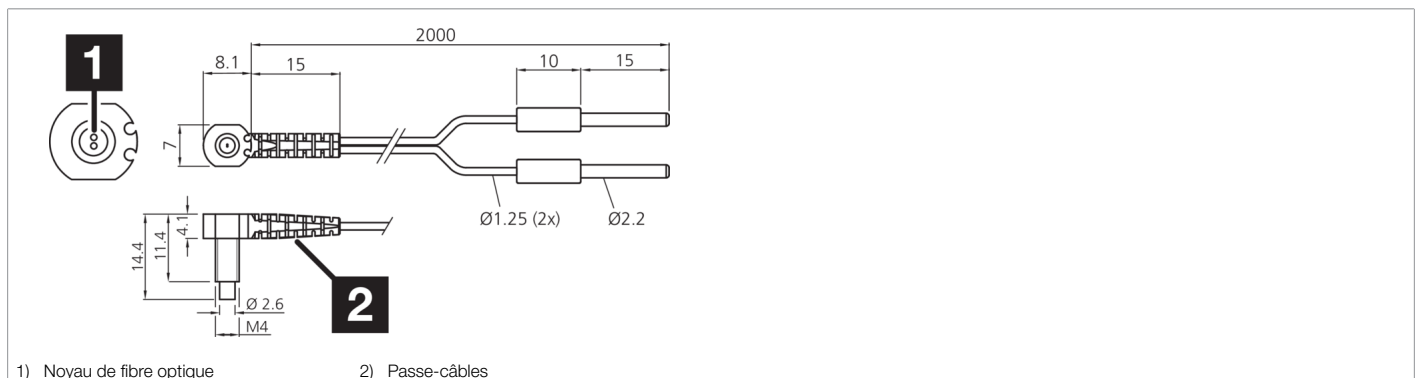 1
2000
8.1 15 10 15
7
Ø1.25 (2x) Ø2.2
14.4 11.4 4.1
Ø 2.6
M4
2
1) Noyau de fibre optique 2) Passe-câbles